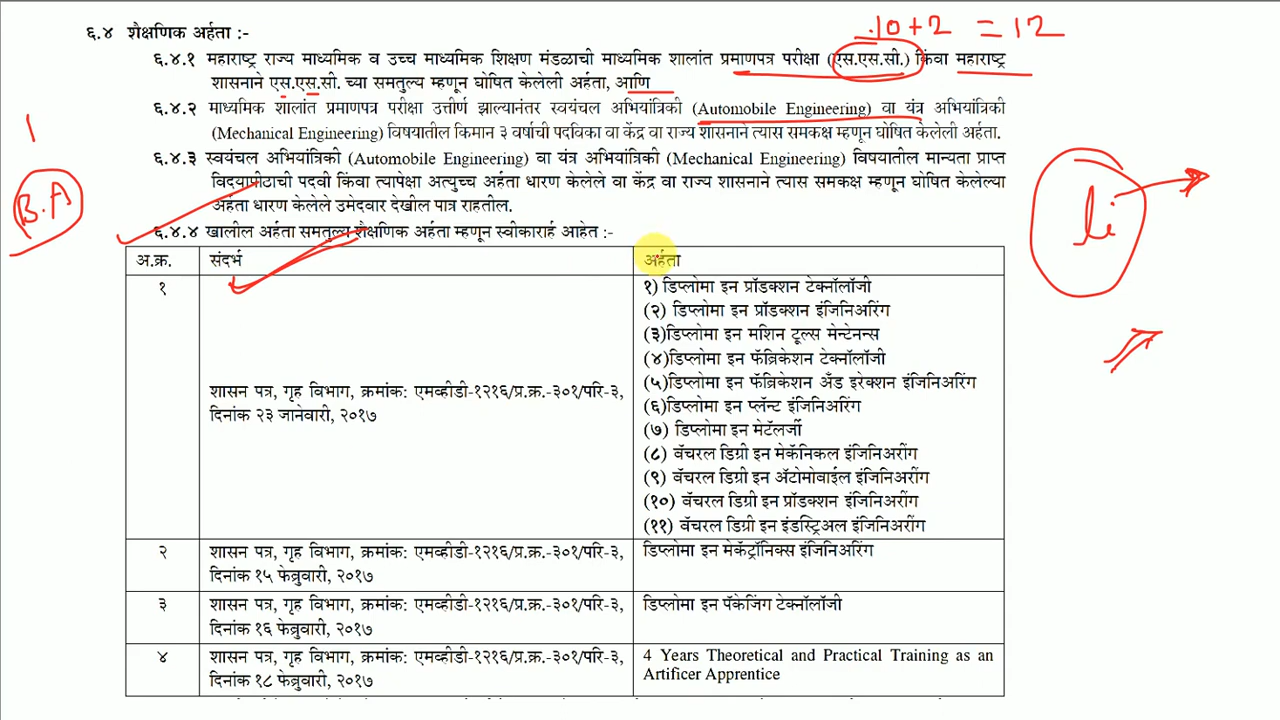 10+2 = 12
६.४ शैक्षणिक अर्हता :-
६.४.१ महाराष्ट्र राज्य माध्यमिक व उच्च माध्यमिक शिक्षण मंडळाची माध्यमिक शालांत प्रमाणपत्र परीक्षा (एस.एस.सी.) किंवा महाराष्ट्र
शासनाने एस.एस.सी. च्या समतुल्य म्हणून घोषित केलेली अर्हता, आणि
६.४.२ माध्यमिक शालांत प्रमाणपत्र परीक्षा उत्तीर्ण झाल्यानंतर स्वयंचल अभियांत्रिकी (Automobile Engineering) वा यंत्र अभियांत्रिकी
(Mechanical Engineering) विषयातील किमान ३ वर्षाची पदविका वा केंद्र वा राज्य शासनाने त्यास समकक्ष म्हणून घोषित केलेली अर्हता.
६.४.३ स्वयंचल अभियांत्रिकी (Automobile Engineering) वा यंत्र अभियांत्रिकी (Mechanical Engineering) विषयातील मान्यता प्राप्त
विदयापीठाची पदवी किंवा त्यापेक्षा अत्युच्च अर्हता धारण केलेले वा केंद्र वा राज्य शासनाने त्यास समकक्ष म्हणून घोषित केलेल्या
अर्हता धारण केलेले उमेदवार देखील पात्र राहतील.
B.A
६.४.४ खालील अर्हता समतुल्य शैक्षणिक अर्हता म्हणून स्वीकारार्ह आहेत :-
अ.क्र. संदर्भ अर्हता
१ शासन पत्र, गृह विभाग, क्रमांक: एमव्हीडी-१२१६/प्र.क्र.-३०१/परि-३,
दिनांक २३ जानेवारी, २०१७
१) डिप्लोमा इन प्रॉडक्शन टेक्नॉलॉजी
(२) डिप्लोमा इन प्रॉडक्शन इंजिनिअरिंग
(३)डिप्लोमा इन मशिन टूल्स मेन्टेनन्स
(४)डिप्लोमा इन फॅब्रिकेशन टेक्नॉलॉजी
(५)डिप्लोमा इन फॅब्रिकेशन अँड इरेक्शन इंजिनिअरिंग
(६)डिप्लोमा इन प्लॅन्ट इंजिनिअरिंग
(७) डिप्लोमा इन मेटॅलर्जी
(८) बॅचरल डिग्री इन मेकॅनिकल इंजिनिअरींग
(९) बॅचरल डिग्री इन ॲटोमोबाईल इंजिनिअरींग
(१०) बॅचरल डिग्री इन प्रॉडक्शन इंजिनिअरींग
(११) बॅचरल डिग्री इन इंडस्ट्रिअल इंजिनिअरींग
२ शासन पत्र, गृह विभाग, क्रमांक: एमव्हीडी-१२१६/प्र.क्र.-३०१/परि-३, डिप्लोमा इन मेकॅट्रॉनिक्स इंजिनिअरिंग
दिनांक १५ फेब्रुवारी, २०१७
३ शासन पत्र, गृह विभाग, क्रमांक: एमव्हीडी-१२१६/प्र.क्र.-३०१/परि-३, डिप्लोमा इन पॅकेजिंग टेक्नॉलॉजी
दिनांक १६ फेब्रुवारी, २०१७
४ शासन पत्र, गृह विभाग, क्रमांक: एमव्हीडी-१२१६/प्र.क्र.-३०१/परि-३, 4 Years Theoretical and Practical Training as an
दिनांक १८ फेब्रुवारी, २०१७ Artificer Apprentice